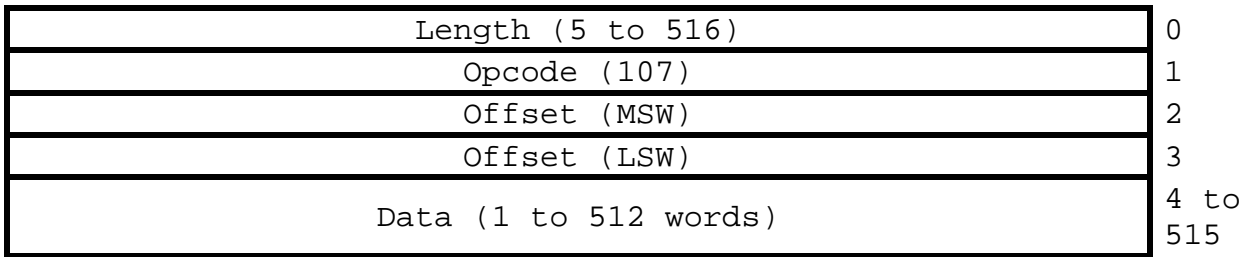 Length (5 to 516) 0
Opcode (107) 1
Offset (MSW) 2
Offset (LSW) 3
Data (1 to 512 words) 4 to
515